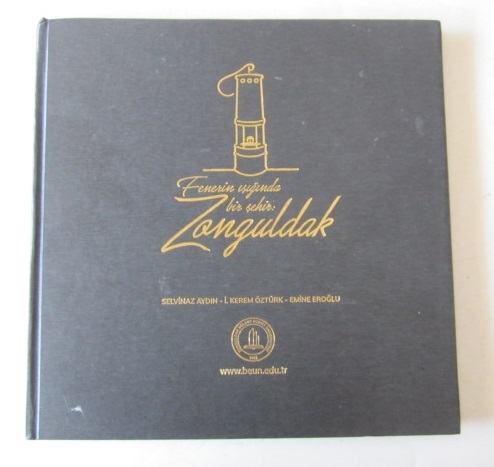 Fenerin ışığında
bir şehir:
Zonguldak
SELVİNAZ AYDIN - İ. KEREM ÖZTÜRK - EMİNE EROĞLU
www.beun.edu.tr